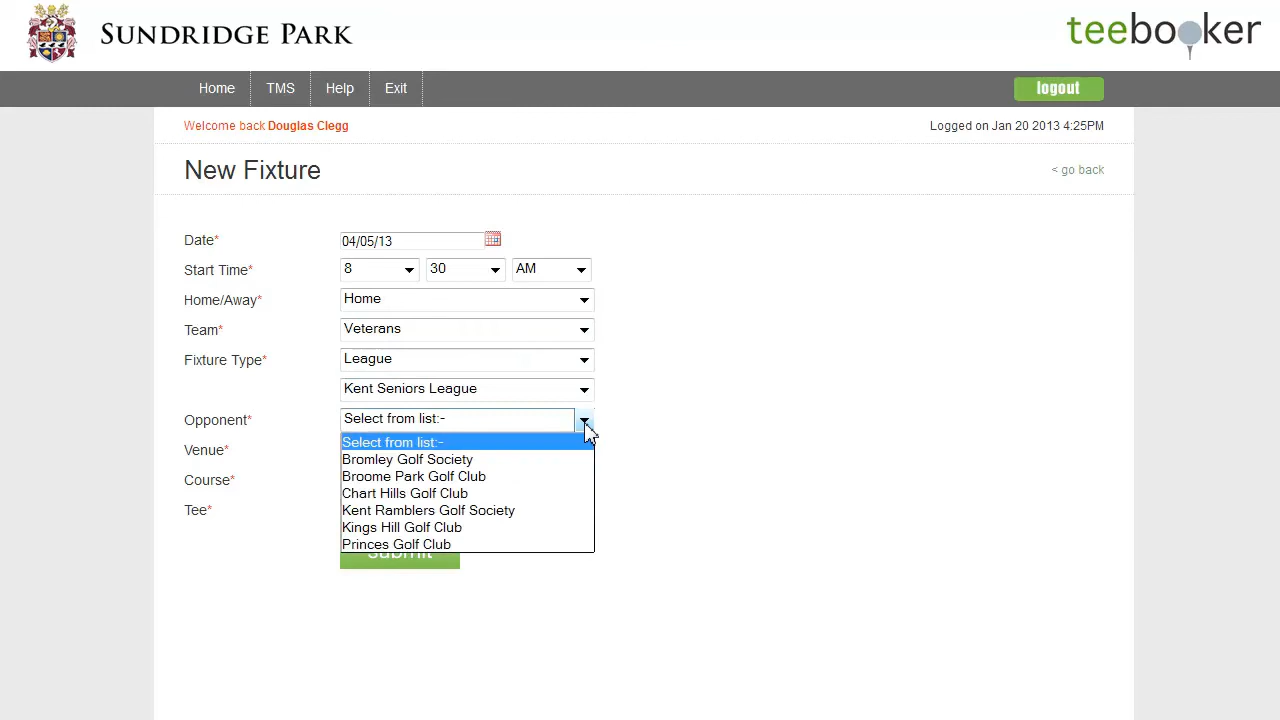 SUNDRIDGE PARK
teebooker
Home TMS Help Exit logout
Welcome back Douglas Clegg Logged on Jan 20 2013 4:25PM
New Fixture < go back
Date* 04/05/13
Start Time* 8 30 AM
Home/Away* Home
Team* Veterans
Fixture Type* League
Kent Seniors League
Opponent* Select from list:-
Select from list:-
Venue* Bromley Golf Society
Broome Park Golf Club
Course* Chart Hills Golf Club
Tee* Kent Ramblers Golf Society
Kings Hill Golf Club
Princes Golf Club
submit